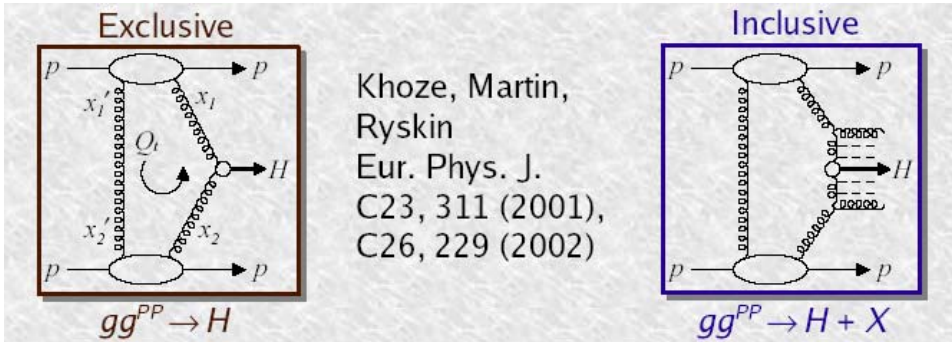 Exclusive
p p
x₁' x₁
Qₜ
H
x₂' x₂
p p
gg^PP → H
Khoze, Martin,
Ryskin
Eur. Phys. J.
C23, 311 (2001),
C26, 229 (2002)
Inclusive
p p
H
p p
gg^PP → H + X